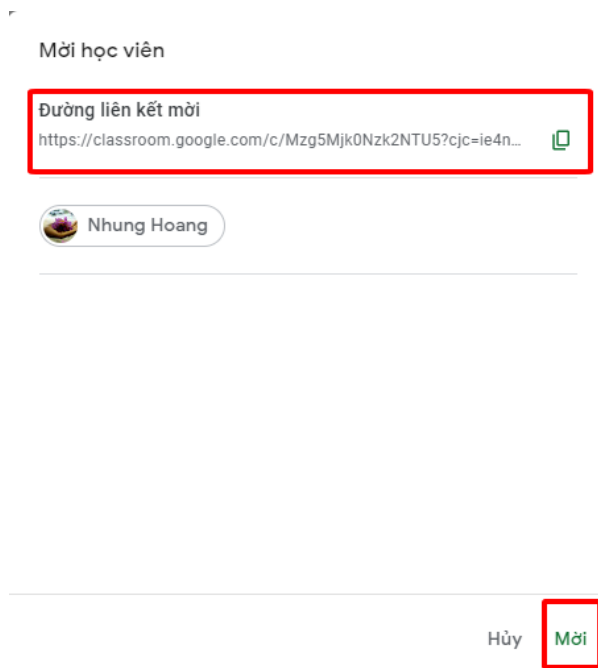 Mời học viên
Đường liên kết mời
https://classroom.google.com/c/Mzg5Mjk0Nzk2NTU5?cjc=ie4n...
Nhung Hoang
Hủy
Mời